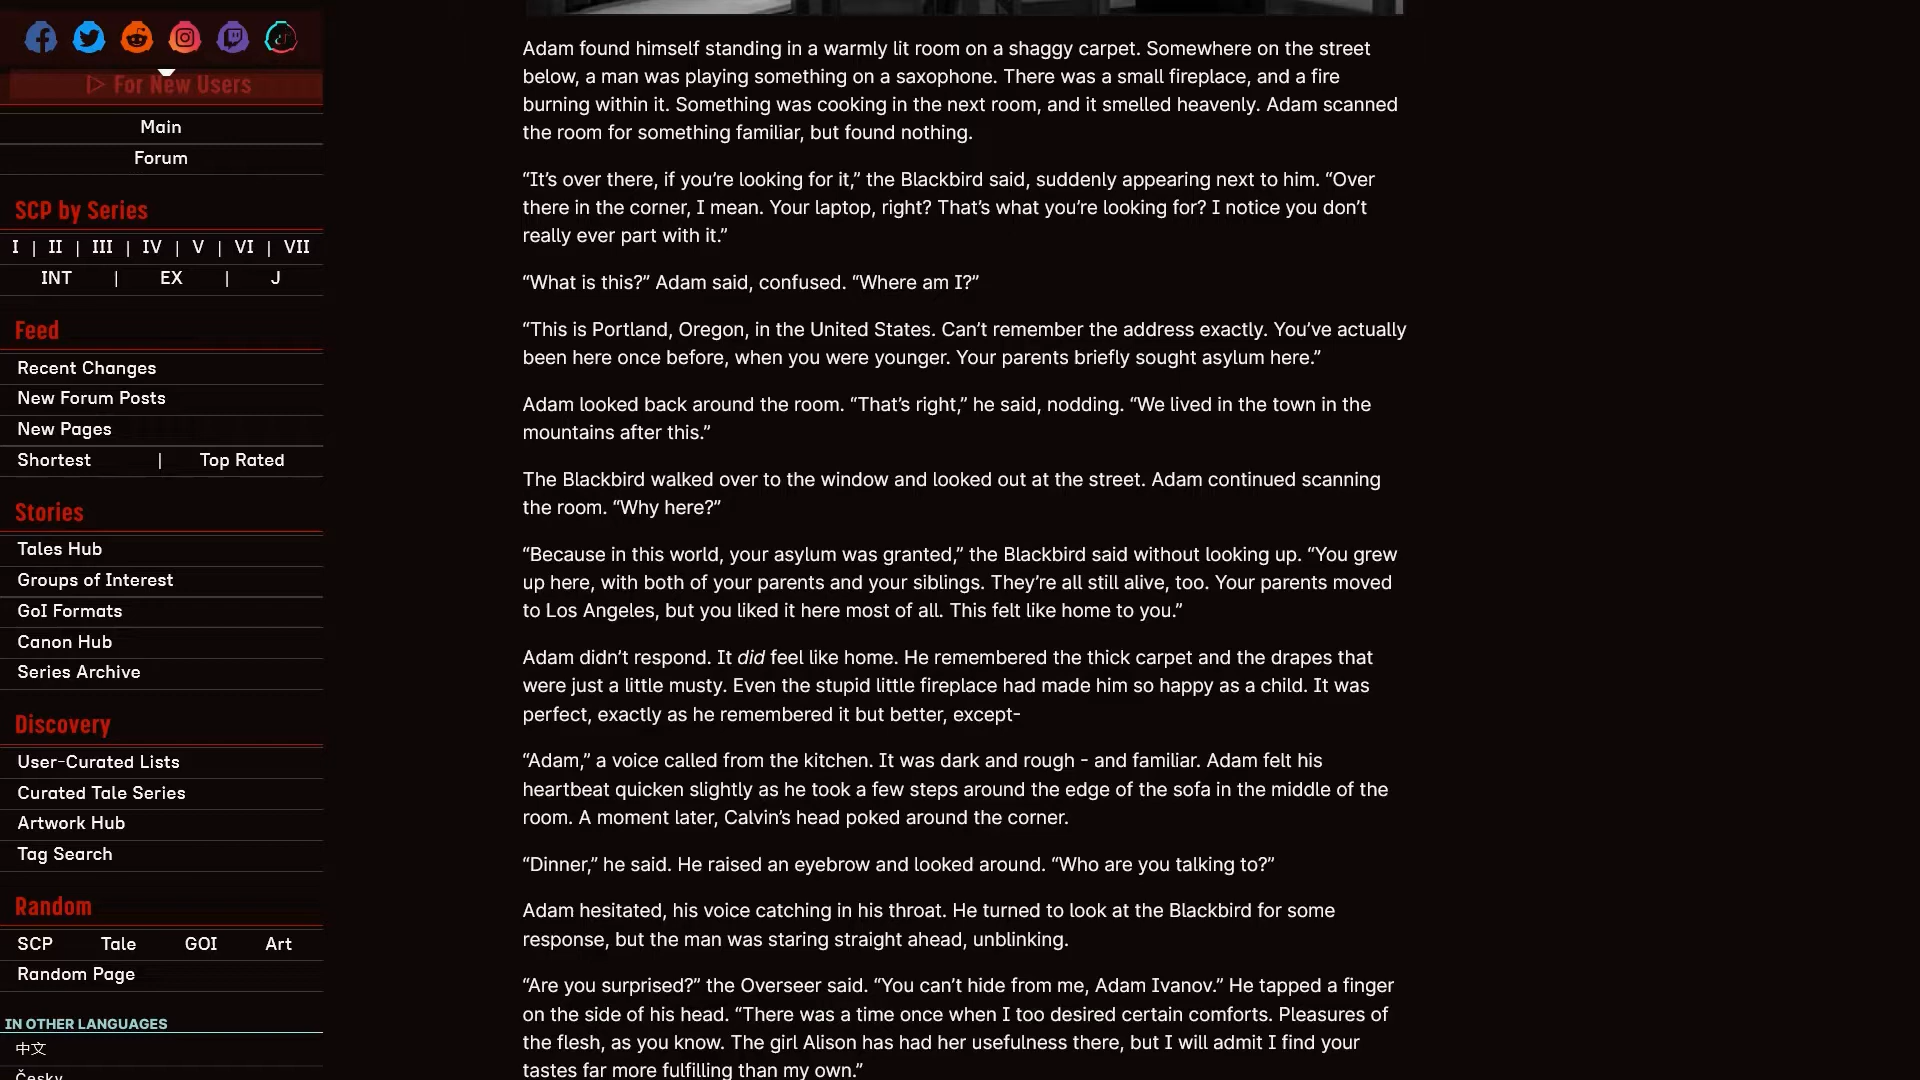 ▷ For New Users
Main
Forum
SCP by Series
I | II | III | IV | V | VI | VII
INT | EX | J
Feed
Recent Changes
New Forum Posts
New Pages
Shortest | Top Rated
Stories
Tales Hub
Groups of Interest
GoI Formats
Canon Hub
Series Archive
Discovery
User-Curated Lists
Curated Tale Series
Artwork Hub
Tag Search
Random
SCP Tale GOI Art
Random Page
IN OTHER LANGUAGES
中文
Česky
Adam found himself standing in a warmly lit room on a shaggy carpet. Somewhere on the street
below, a man was playing something on a saxophone. There was a small fireplace, and a fire
burning within it. Something was cooking in the next room, and it smelled heavenly. Adam scanned
the room for something familiar, but found nothing.
“It’s over there, if you’re looking for it,” the Blackbird said, suddenly appearing next to him. “Over
there in the corner, I mean. Your laptop, right? That’s what you’re looking for? I notice you don’t
really ever part with it.”
“What is this?” Adam said, confused. “Where am I?”
“This is Portland, Oregon, in the United States. Can’t remember the address exactly. You’ve actually
been here once before, when you were younger. Your parents briefly sought asylum here.”
Adam looked back around the room. “That’s right,” he said, nodding. “We lived in the town in the
mountains after this.”
The Blackbird walked over to the window and looked out at the street. Adam continued scanning
the room. “Why here?”
“Because in this world, your asylum was granted,” the Blackbird said without looking up. “You grew
up here, with both of your parents and your siblings. They’re all still alive, too. Your parents moved
to Los Angeles, but you liked it here most of all. This felt like home to you.”
Adam didn’t respond. It did feel like home. He remembered the thick carpet and the drapes that
were just a little musty. Even the stupid little fireplace had made him so happy as a child. It was
perfect, exactly as he remembered it but better, except-
“Adam,” a voice called from the kitchen. It was dark and rough - and familiar. Adam felt his
heartbeat quicken slightly as he took a few steps around the edge of the sofa in the middle of the
room. A moment later, Calvin’s head poked around the corner.
“Dinner,” he said. He raised an eyebrow and looked around. “Who are you talking to?”
Adam hesitated, his voice catching in his throat. He turned to look at the Blackbird for some
response, but the man was staring straight ahead, unblinking.
“Are you surprised?” the Overseer said. “You can’t hide from me, Adam Ivanov.” He tapped a finger
on the side of his head. “There was a time once when I too desired certain comforts. Pleasures of
the flesh, as you know. The girl Alison has had her usefulness there, but I will admit I find your
tastes far more fulfilling than my own.”